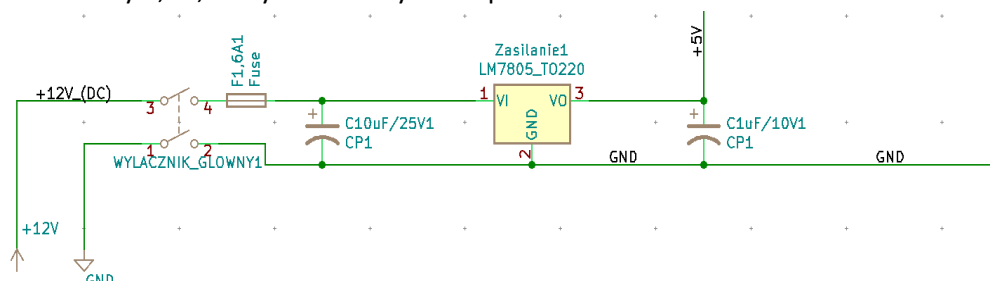 F1,6A1
Fuse
Zasilanie1
LM7805_TO220
+5V
+12V_(DC)
3
4
1
VI
VO
3
GND
2
C10uF/25V1
CP1
C1uF/10V1
CP1
1
2
WYLACZNIK_GLOWNY1
GND
GND
+12V
GND